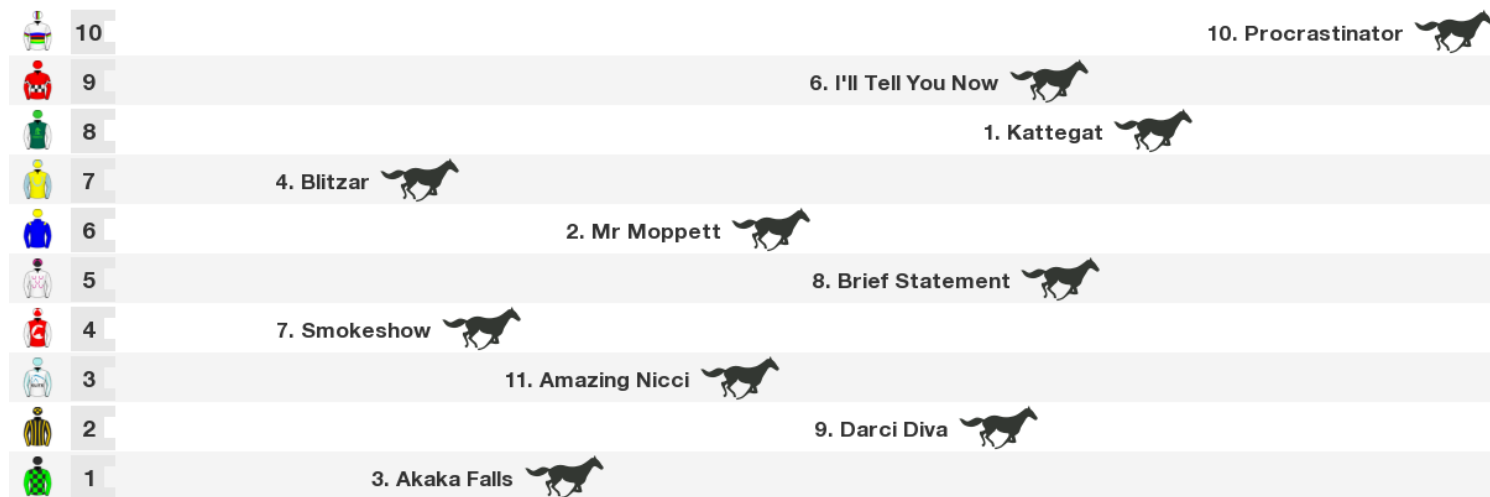 10 10. Procrastinator
9 6. I'll Tell You Now
8 1. Kattegat
7 4. Blitzar
6 2. Mr Moppett
5 8. Brief Statement
4 7. Smokeshow
3 11. Amazing Nicci
2 9. Darci Diva
1 3. Akaka Falls